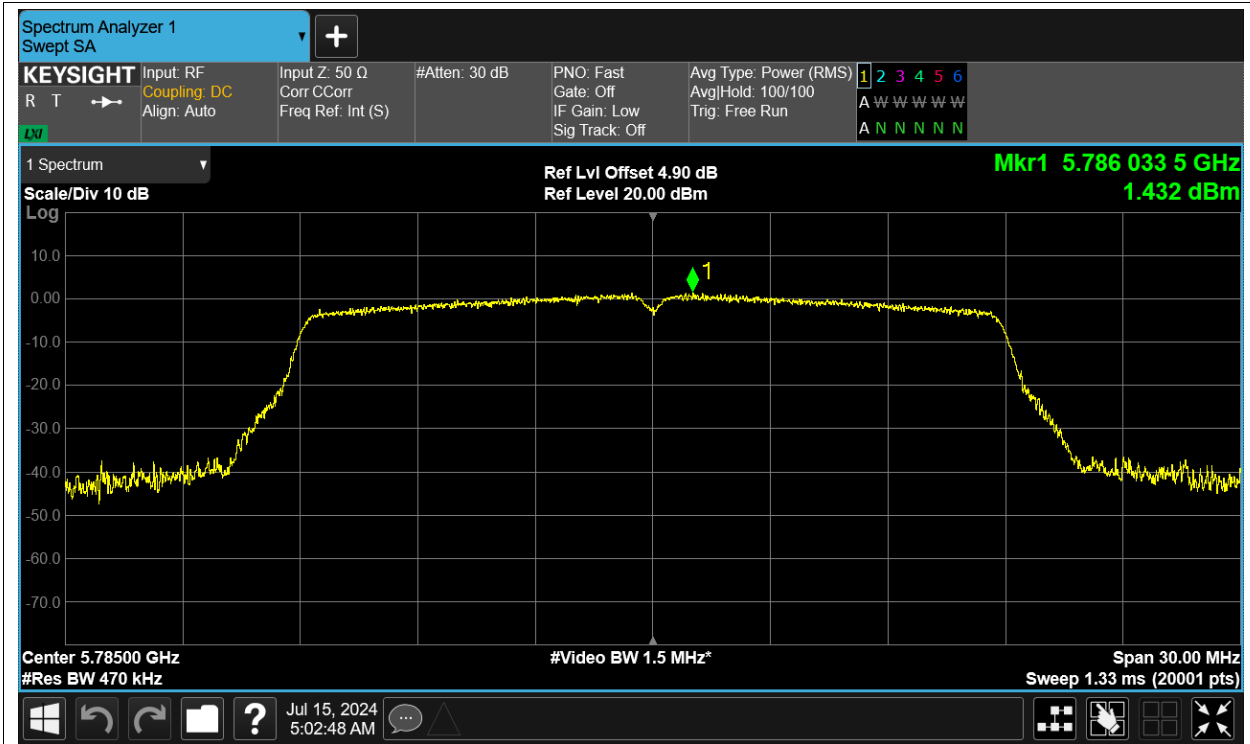 Spectrum Analyzer 1
Swept SA
KEYSIGHT
R T
LXI
Input: RF
Coupling: DC
Align: Auto
Input Z: 50 Ω
Corr CCorr
Freq Ref: Int (S)
#Atten: 30 dB
PNO: Fast
Gate: Off
IF Gain: Low
Sig Track: Off
Avg Type: Power (RMS)
Avg|Hold: 100/100
Trig: Free Run
1 2 3 4 5 6
A W W W W W
A N N N N N
1 Spectrum
Scale/Div 10 dB
Log
Ref Lvl Offset 4.90 dB
Ref Level 20.00 dBm
Mkr1 5.786 033 5 GHz
1.432 dBm
1
10.0
0.00
-10.0
-20.0
-30.0
-40.0
-50.0
-60.0
-70.0
Center 5.78500 GHz
#Res BW 470 kHz
#Video BW 1.5 MHz*
Span 30.00 MHz
Sweep 1.33 ms (20001 pts)
?
Jul 15, 2024
5:02:48 AM